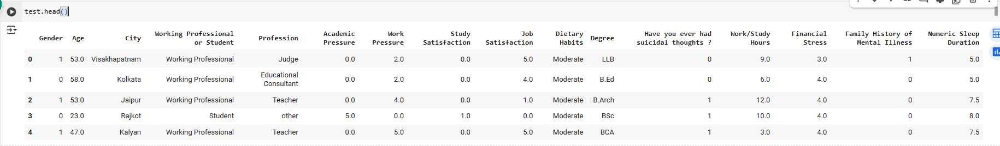 test.head()
Gender Age City Working Professional or Student Profession Academic Pressure Work Pressure Study Satisfaction Job Satisfaction Dietary Habits Degree Have you ever had suicidal thoughts ? Work/Study Hours Financial Stress Family History of Mental Illness Numeric Sleep Duration
0 1 53.0 Visakhapatnam Working Professional Judge 0.0 2.0 0.0 5.0 Moderate LLB 0 9.0 3.0 1 5.0
1 0 58.0 Kolkata Working Professional Educational Consultant 0.0 2.0 0.0 4.0 Moderate B.Ed 0 6.0 4.0 0 5.0
2 1 53.0 Jaipur Working Professional Teacher 0.0 4.0 0.0 1.0 Moderate B.Arch 1 12.0 4.0 0 7.5
3 0 23.0 Rajkot Student other 5.0 0.0 1.0 0.0 Moderate BSc 1 10.0 4.0 0 8.0
4 1 47.0 Kalyan Working Professional Teacher 0.0 5.0 0.0 5.0 Moderate BCA 1 3.0 4.0 0 7.5